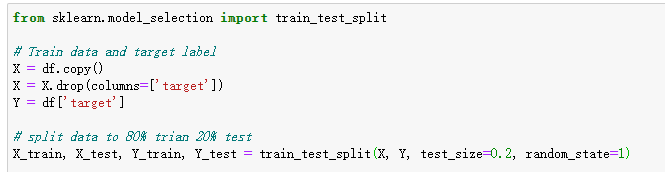 from sklearn.model_selection import train_test_split
# Train data and target label
X = df.copy()
X = X.drop(columns=['target'])
Y = df['target']
# split data to 80% trian 20% test
X_train, X_test, Y_train, Y_test = train_test_split(X, Y, test_size=0.2, random_state=1)